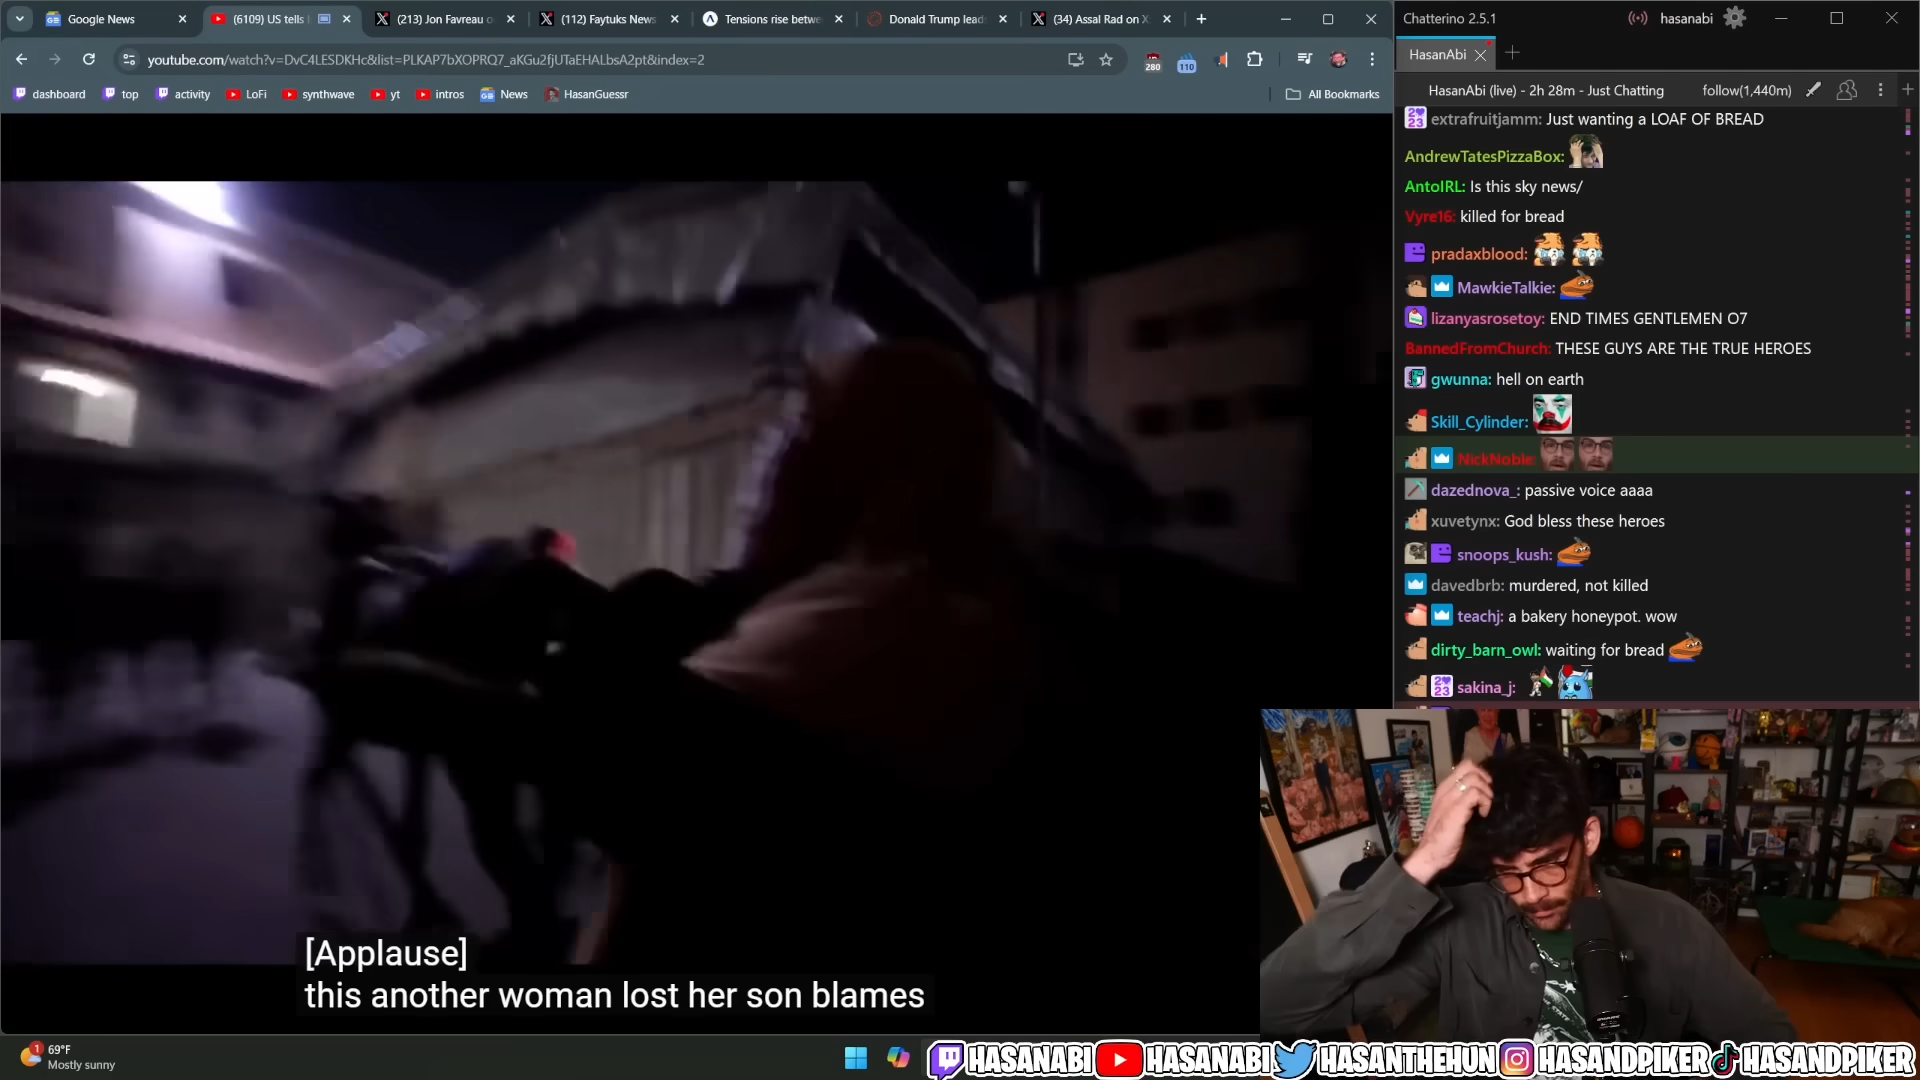 Google News
(6109) US tells
(213) Jon Favreau o
(112) Faytuks News
Tensions rise betwe
Donald Trump lead
(34) Assal Rad on X
youtube.com/watch?v=DvC4LESDKHc&list=PLKAP7bXOPRQ7_aKGu2fjUTaEHALbsA2pt&index=2
280
110
dashboard
top
activity
LoFi
synthwave
yt
intros
News
HasanGuessr
All Bookmarks
[Applause]
this another woman lost her son blames
Chatterino 2.5.1
hasanabi
HasanAbi
HasanAbi (live) - 2h 28m - Just Chatting
follow(1,440m)
extrafruitjamm: Just wanting a LOAF OF BREAD
AndrewTatesPizzaBox:
AntoIRL: Is this sky news/
Vyre16: killed for bread
pradaxblood:
MawkieTalkie:
lizanyasrosetoy: END TIMES GENTLEMEN O7
BannedFromChurch: THESE GUYS ARE THE TRUE HEROES
gwunna: hell on earth
Skill_Cylinder:
NickNoble:
dazednova_: passive voice aaaa
xuvetynx: God bless these heroes
snoops_kush:
davedbrb: murdered, not killed
teachj: a bakery honeypot. wow
dirty_barn_owl: waiting for bread
sakina_j:
1
69°F
Mostly sunny
HASANABI
HASANABI
HASANTHEHUN
HASANDPIKER
HASANDPIKER